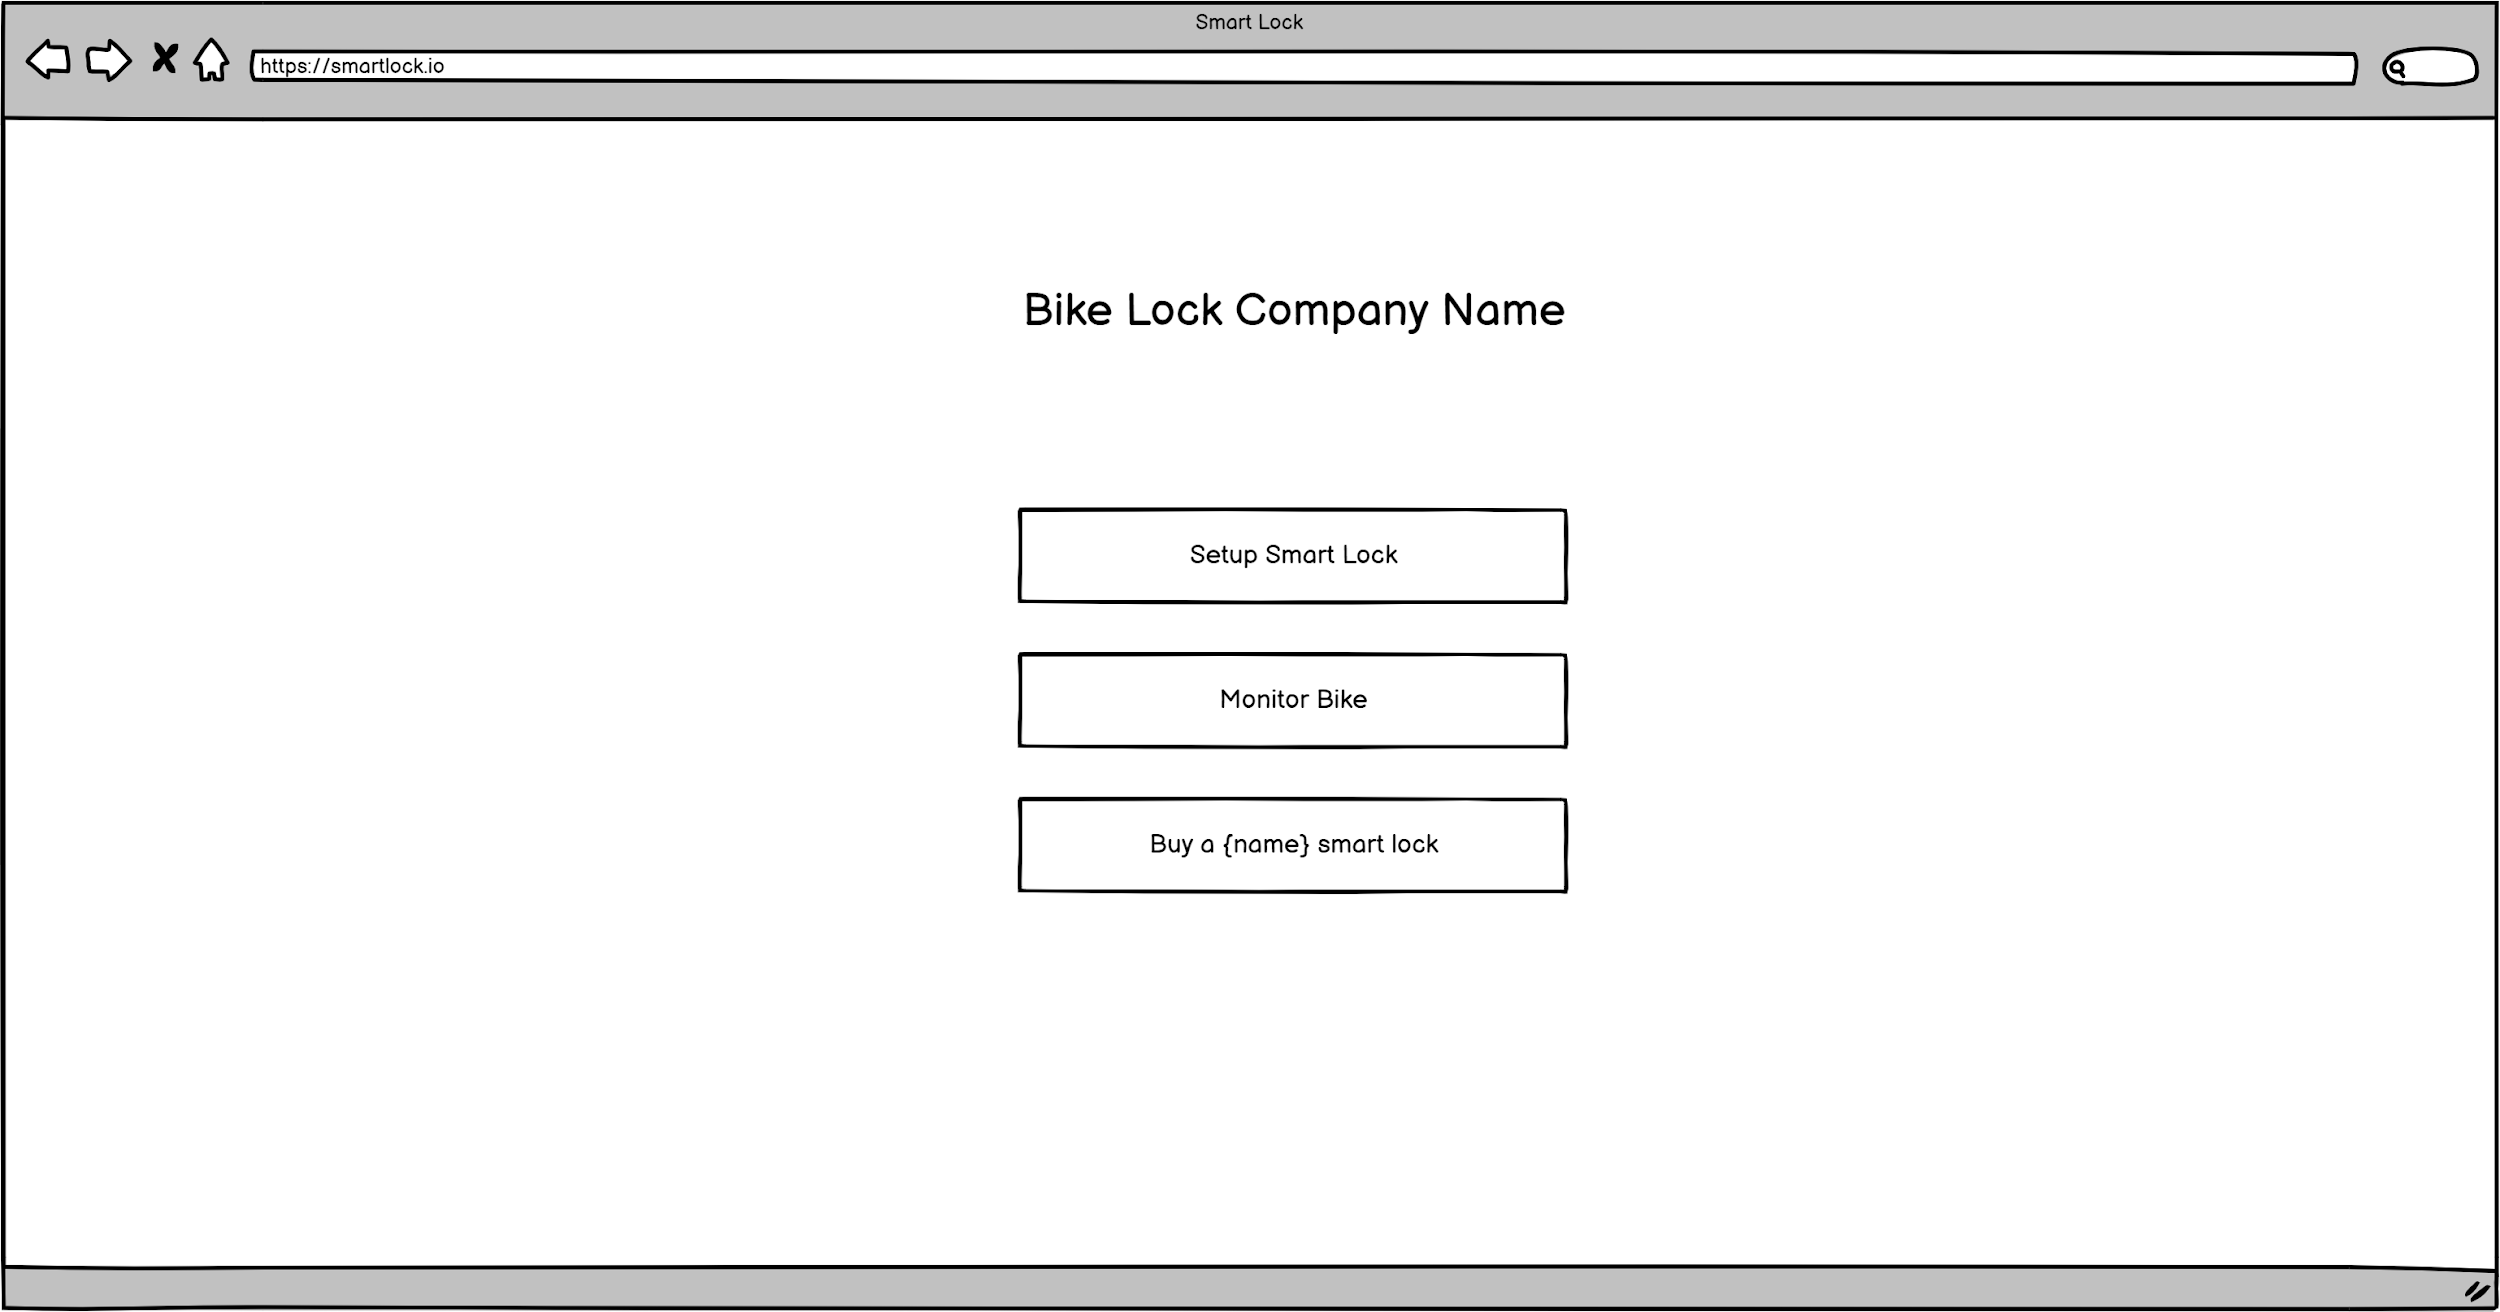 Smart Lock
https://smartlock.io
Bike Lock Company Name
Setup Smart Lock
Monitor Bike
Buy a {name} smart lock